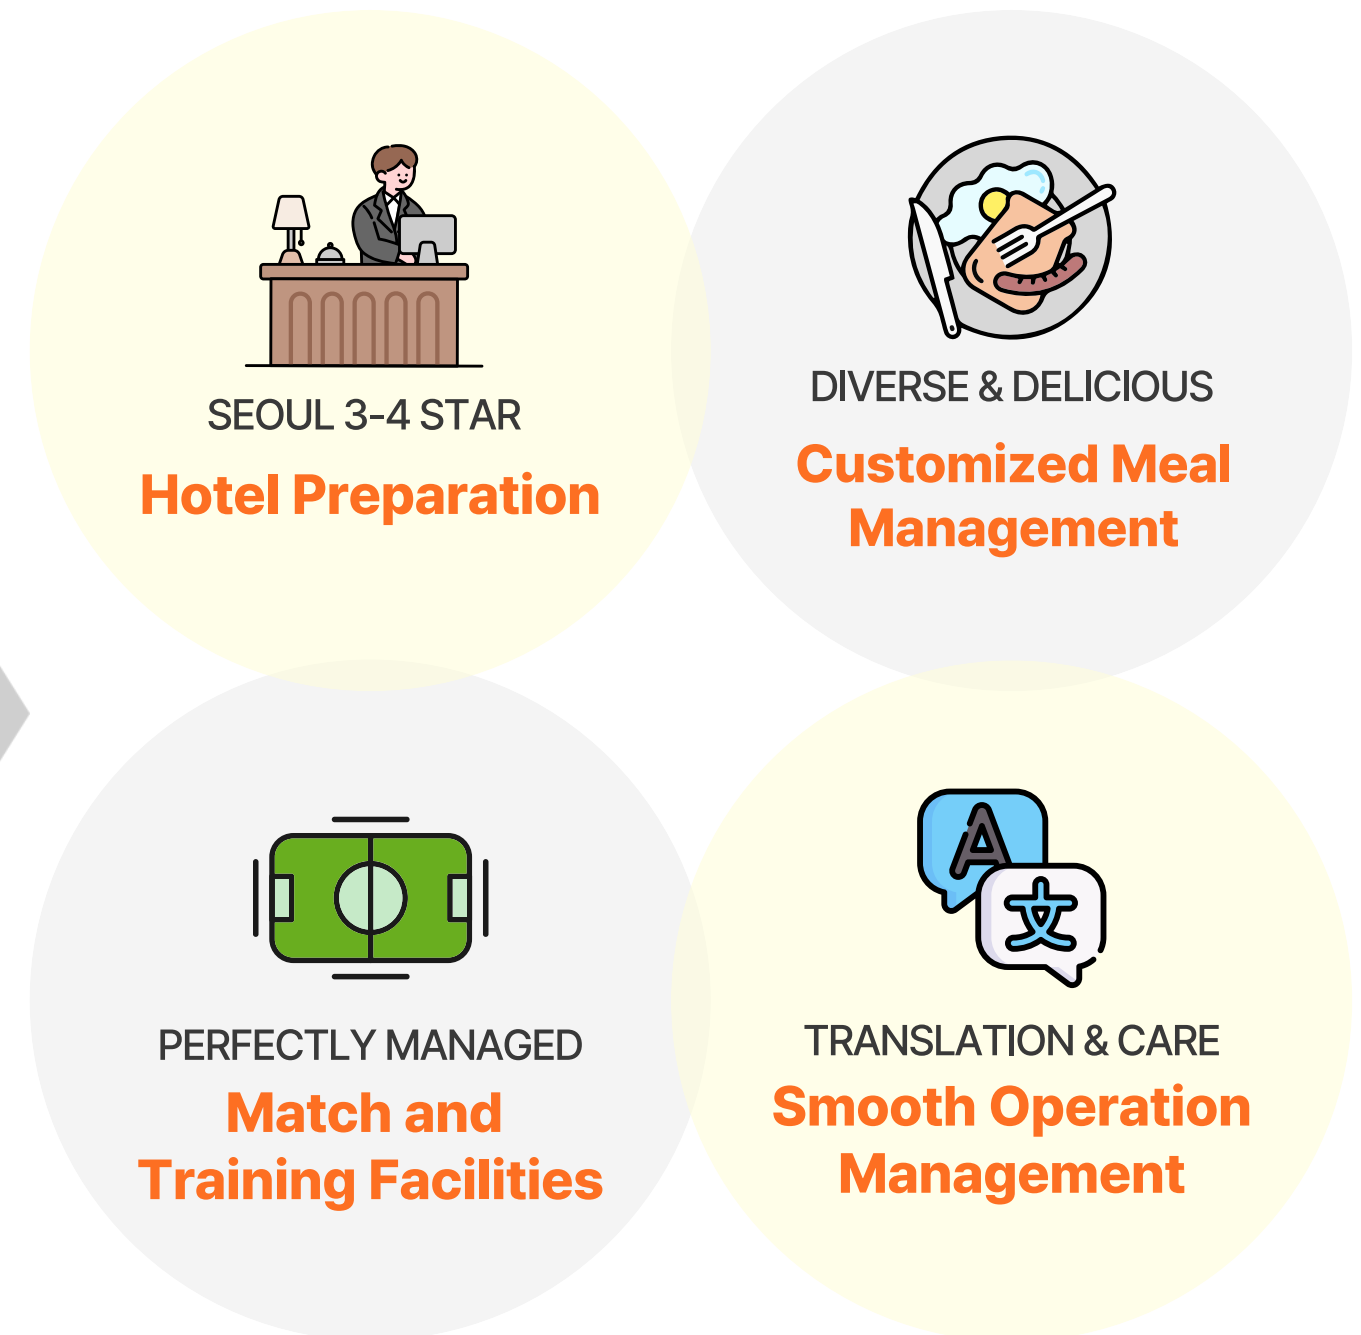 SEOUL 3-4 STAR
Hotel Preparation
DIVERSE & DELICIOUS
Customized Meal
Management
PERFECTLY MANAGED
Match and
Training Facilities
A
文
TRANSLATION & CARE
Smooth Operation
Management